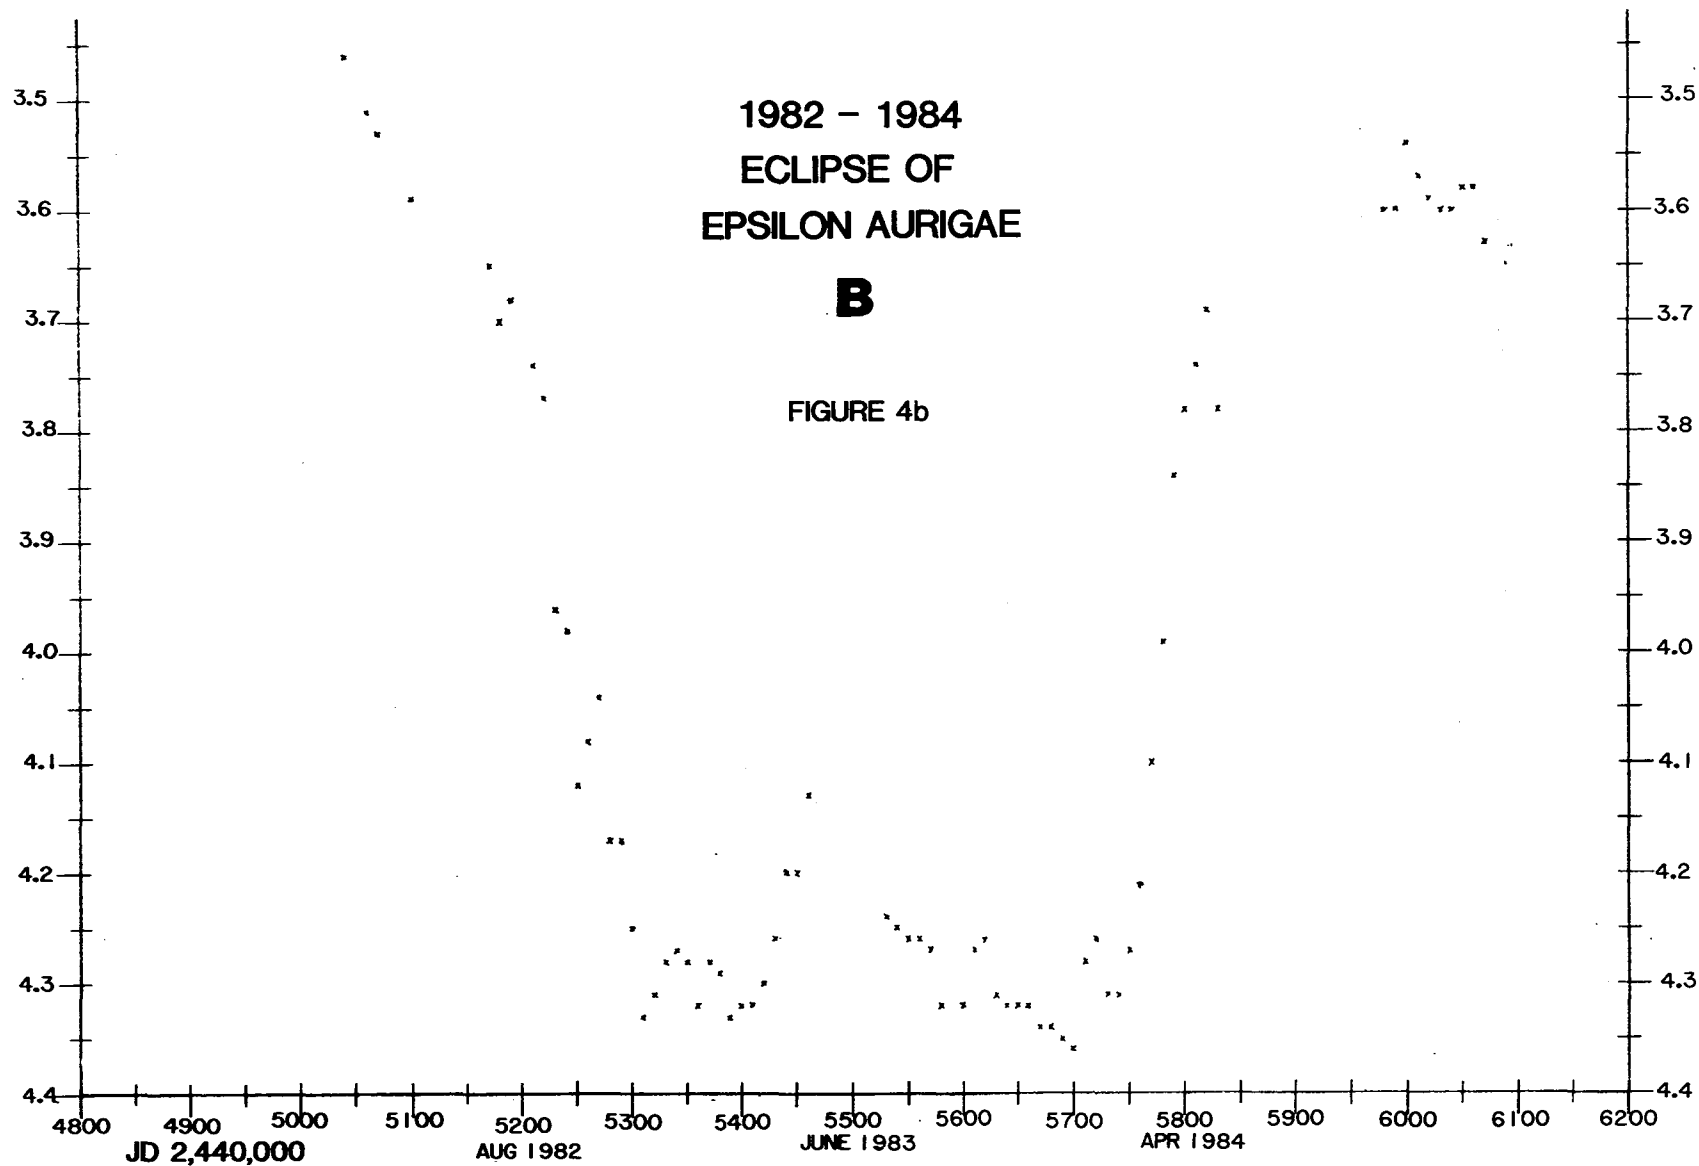 1982 – 1984
ECLIPSE OF
EPSILON AURIGAE
B
FIGURE 4b
3.5
3.6
3.7
3.8
3.9
4.0
4.1
4.2
4.3
4.4
3.5
3.6
3.7
3.8
3.9
4.0
4.1
4.2
4.3
4.4
4800 4900 5000 5100 5200 5300 5400 5500 5600 5700 5800 5900 6000 6100 6200
JD 2,440,000 AUG 1982 JUNE 1983 APR 1984